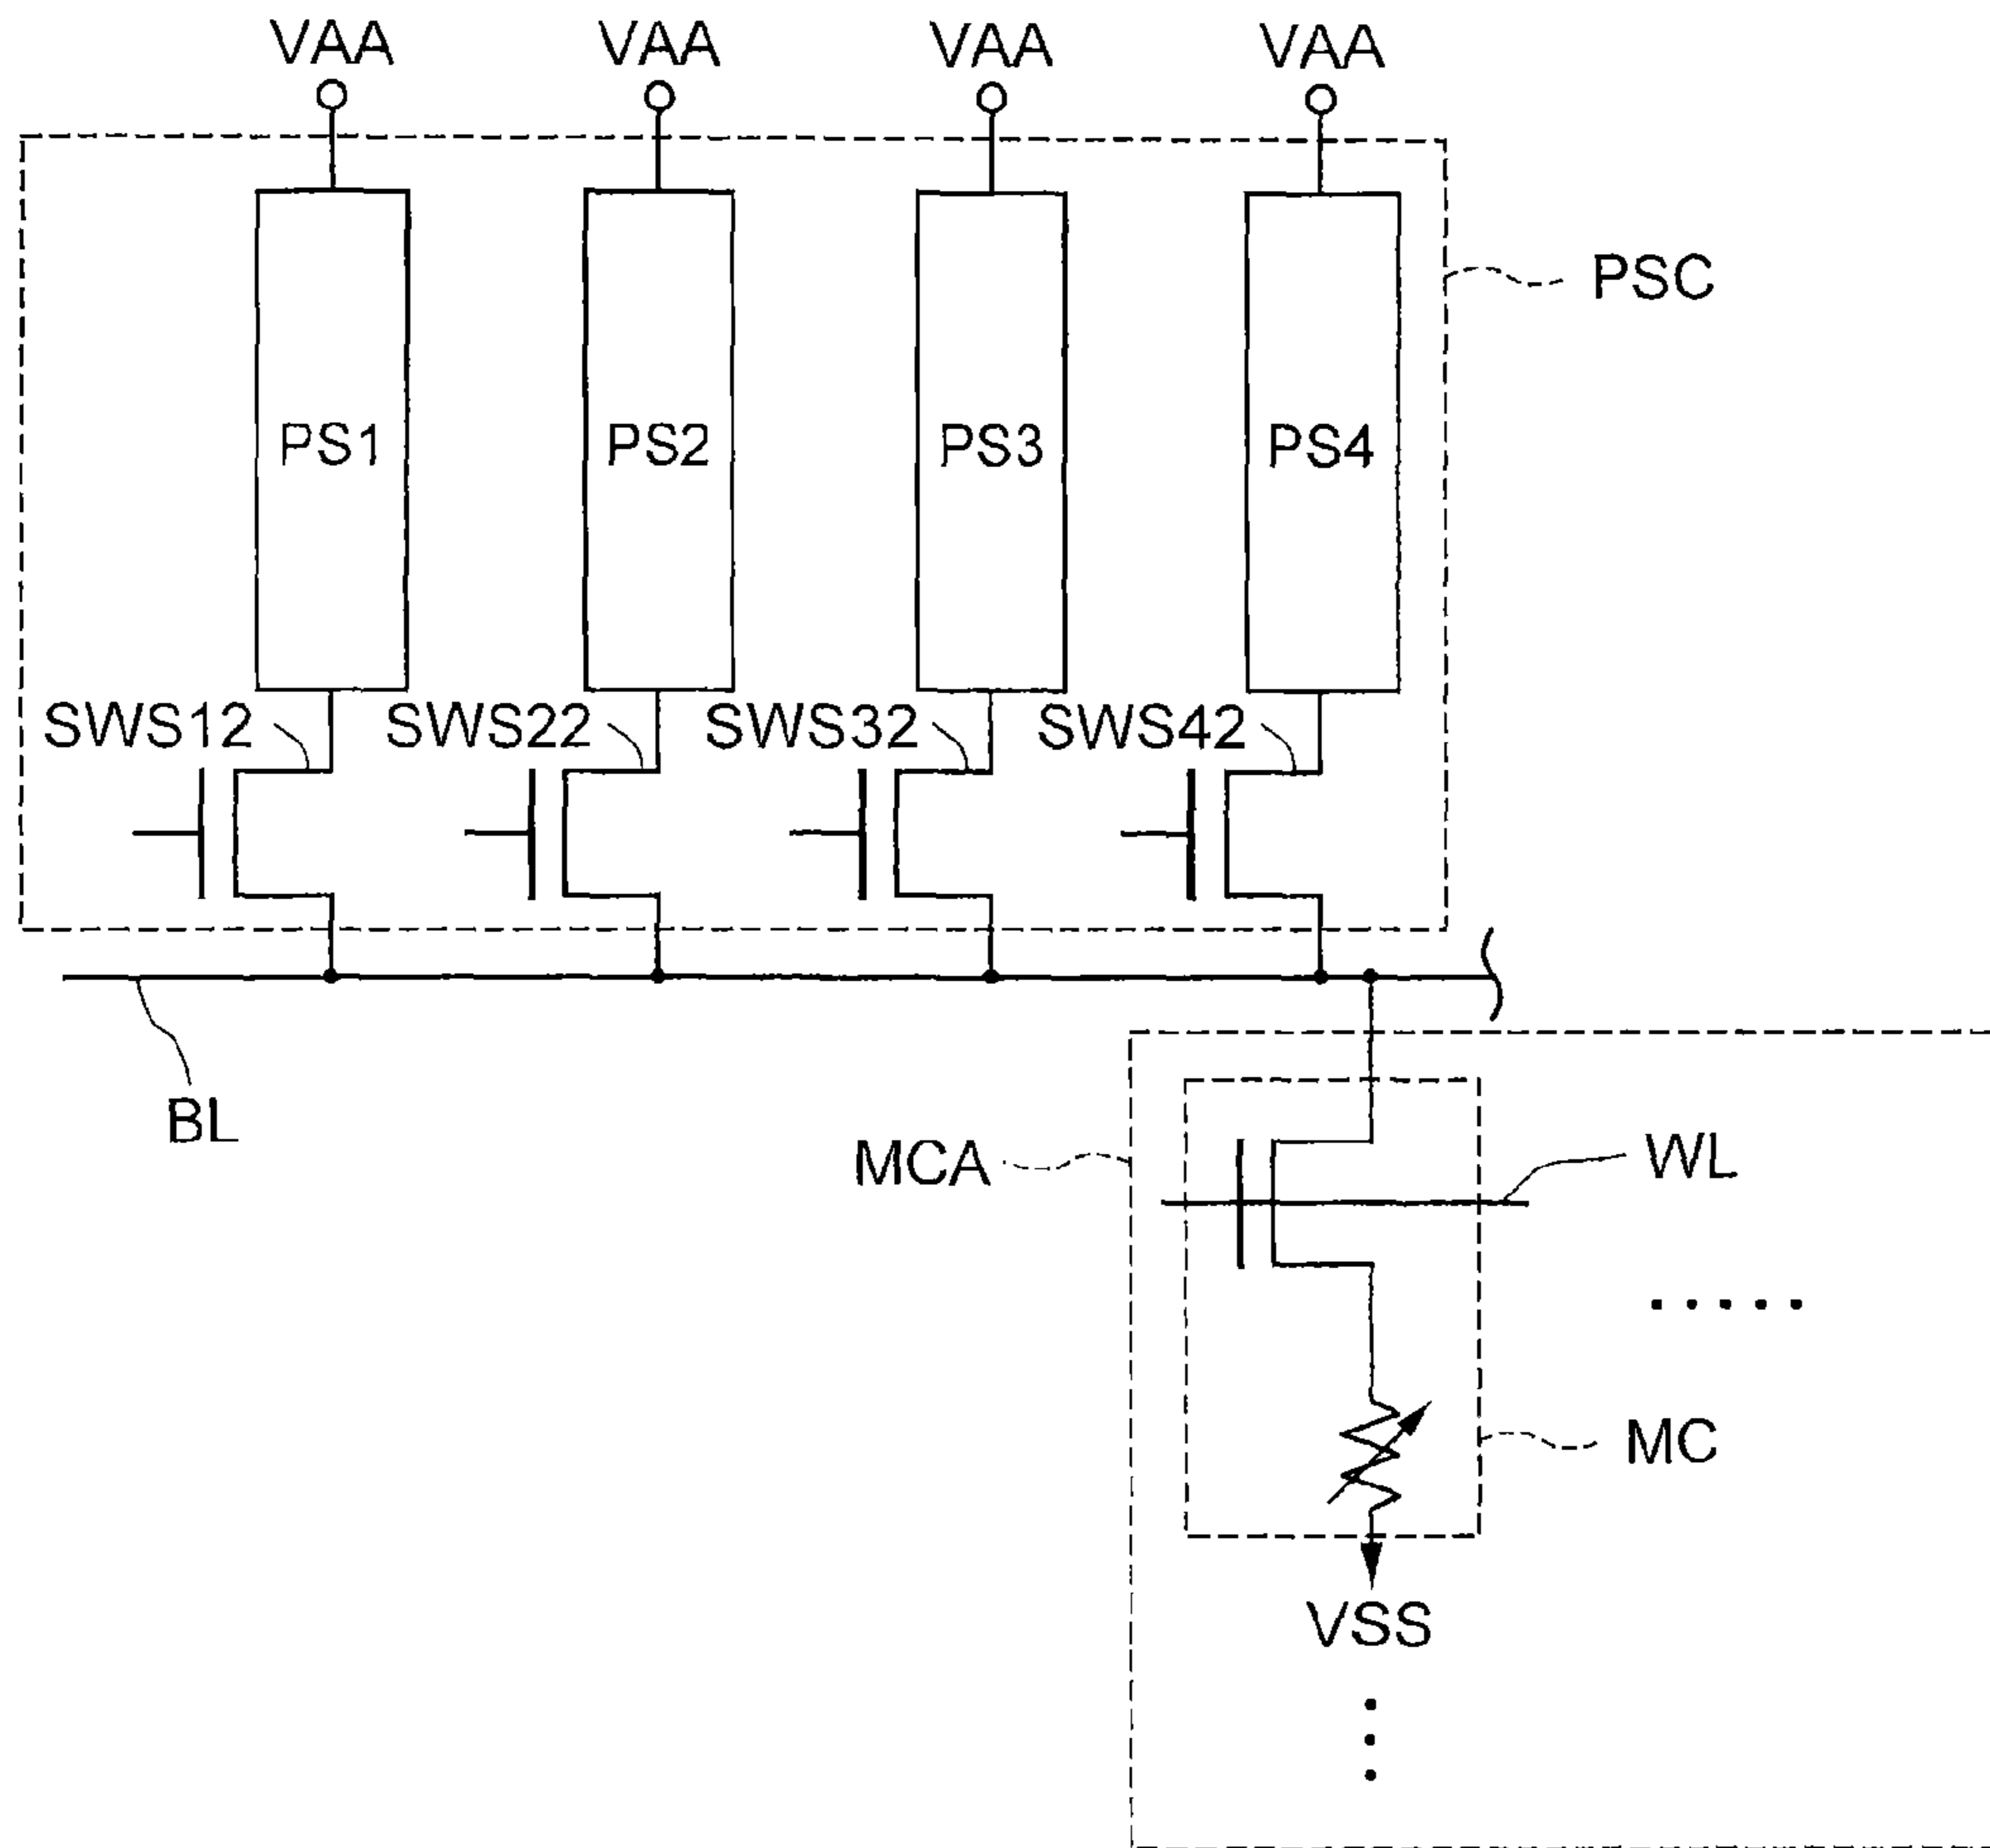 VAA VAA VAA VAA
PSC
PS1 PS2 PS3 PS4
SWS12 SWS22 SWS32 SWS42
BL
MCA
WL
MC
VSS